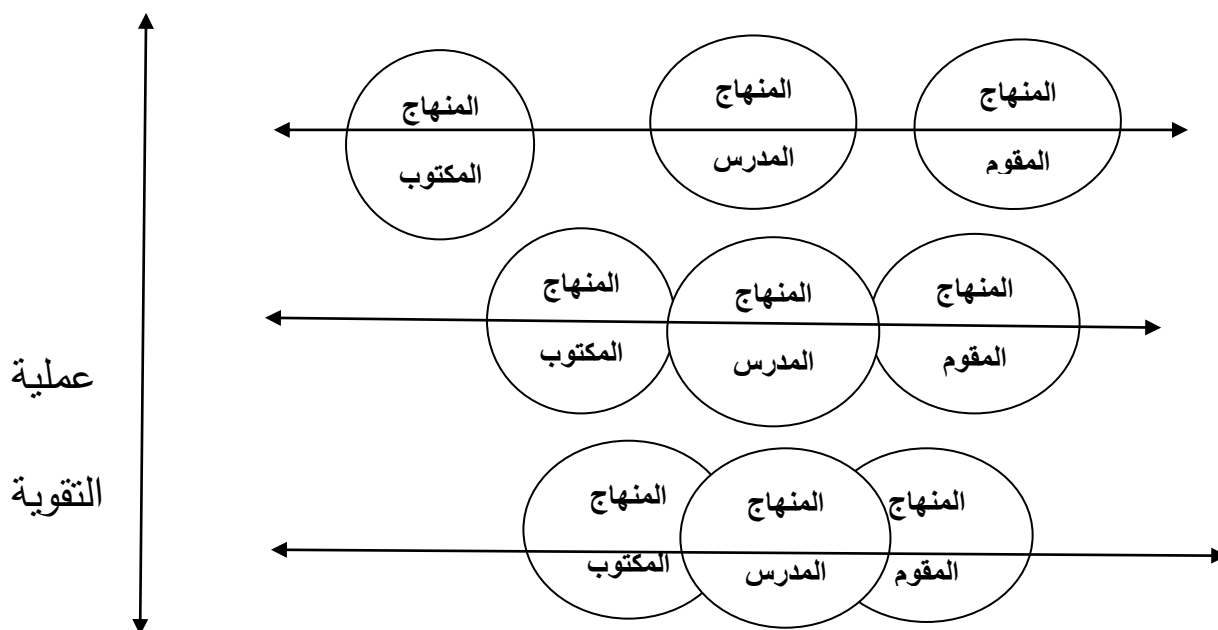 المنهاج
المقوم
المنهاج
المدرس
المنهاج
المكتوب
المنهاج
المقوم
المنهاج
المدرس
المنهاج
المكتوب
عملية
التقوية
المنهاج
المقوم
المنهاج
المدرس
المنهاج
المكتوب